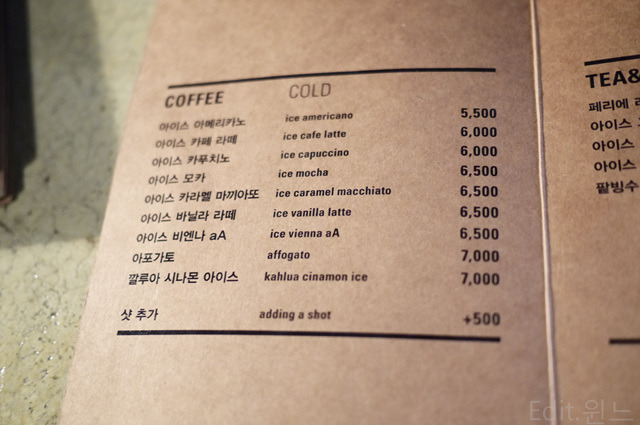 COFFEE COLD
아이스 아메리카노 ice americano 5,500
아이스 카페 라떼 ice cafe latte 6,000
아이스 카푸치노 ice capuccino 6,000
아이스 모카 ice mocha 6,500
아이스 카라멜 마끼아또 ice caramel macchiato 6,500
아이스 바닐라 라떼 ice vanilla latte 6,500
아이스 비엔나 aA ice vienna aA 6,500
아포가토 affogato 7,000
깔루아 시나몬 아이스 kahlua cinamon ice 7,000
샷 추가 adding a shot +500
TEA&
페리에
아이스
아이스
아이스
팥빙수
Edit.윈느